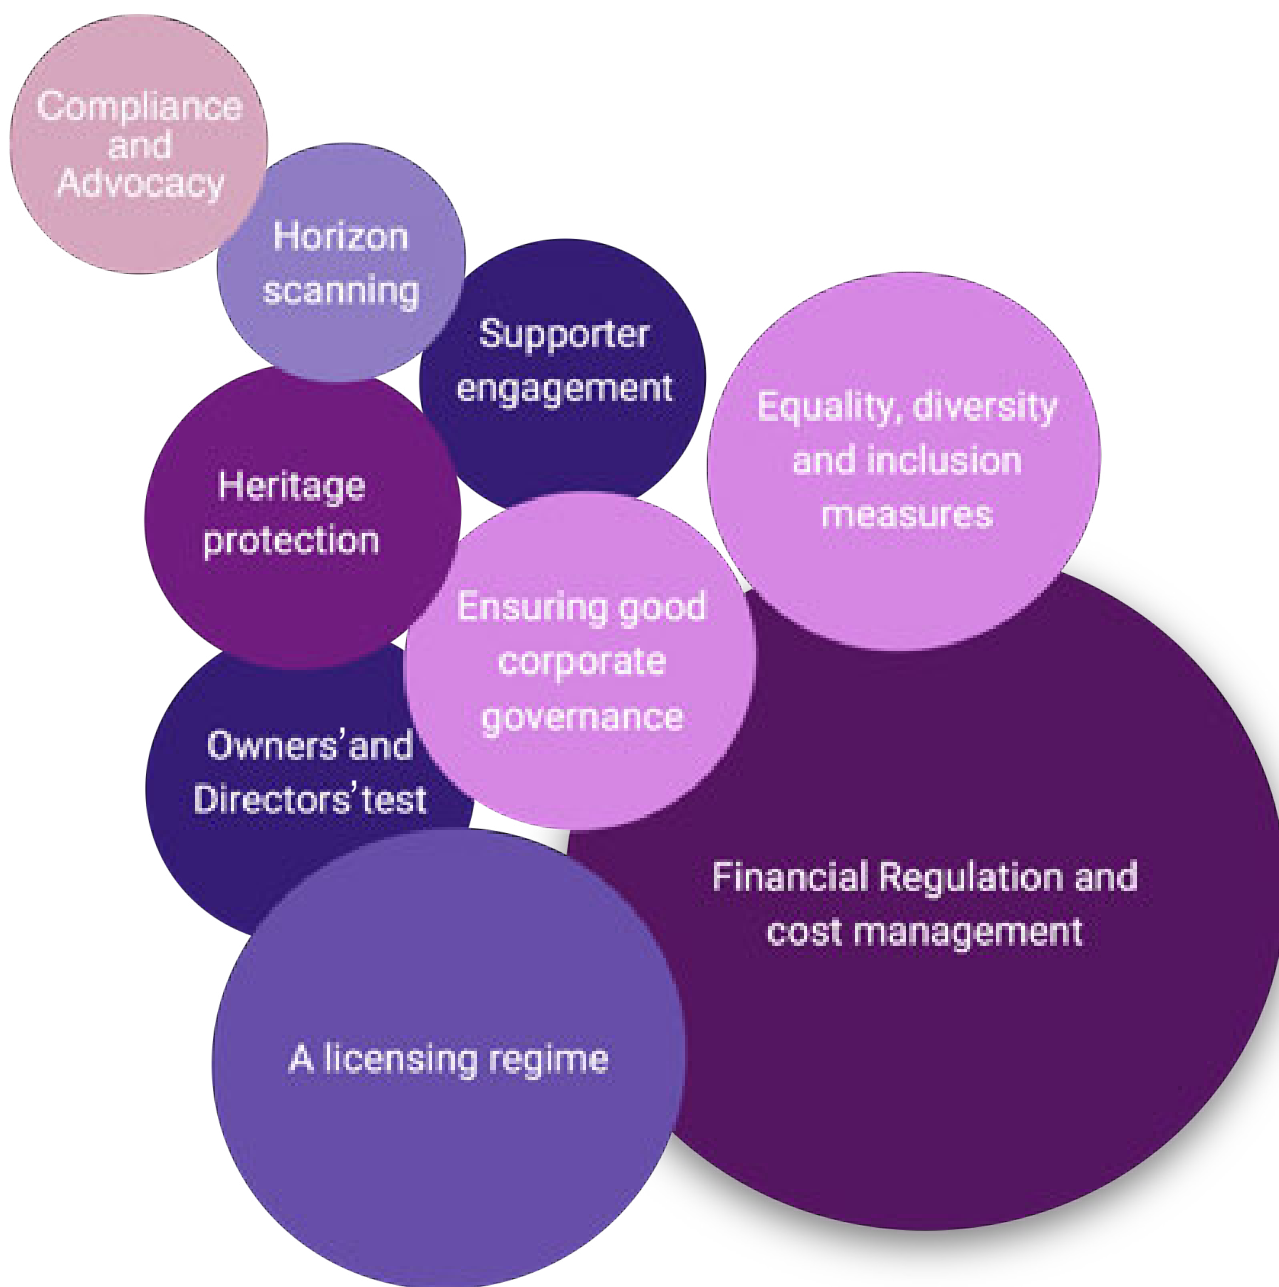 Compliance
and
Advocacy
Horizon
scanning
Supporter
engagement
Equality, diversity
and inclusion
measures
Heritage
protection
Ensuring good
corporate
governance
Owners’and
Directors’test
Financial Regulation and
cost management
A licensing regime